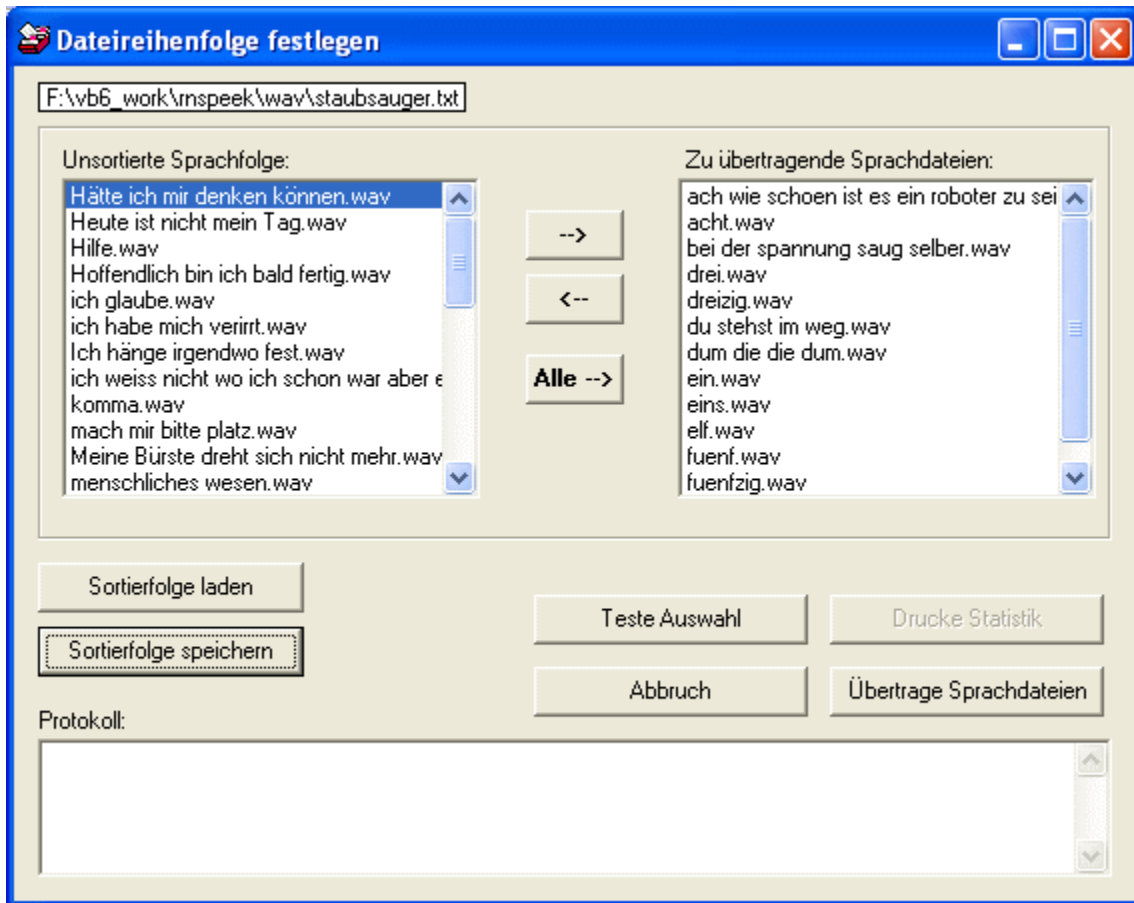 Dateireihenfolge festlegen
F:\vb6_work\rnspeek\wav\staubsauger.txt
Unsortierte Sprachfolge:
Hätte ich mir denken können.wav
Heute ist nicht mein Tag.wav
Hilfe.wav
Hoffendlich bin ich bald fertig.wav
ich glaube.wav
ich habe mich verirrt.wav
Ich hänge irgendwo fest.wav
ich weiss nicht wo ich schon war aber e
komma.wav
mach mir bitte platz.wav
Meine Bürste dreht sich nicht mehr.wav
menschliches wesen.wav
-->
<--
Alle -->
Zu übertragende Sprachdateien:
ach wie schoen ist es ein roboter zu sei
acht.wav
bei der spannung saug selber.wav
drei.wav
dreizig.wav
du stehst im weg.wav
dum die die dum.wav
ein.wav
eins.wav
elf.wav
fuenf.wav
fuenfzig.wav
Sortierfolge laden
Sortierfolge speichern
Teste Auswahl
Drucke Statistik
Abbruch
Übertrage Sprachdateien
Protokoll: